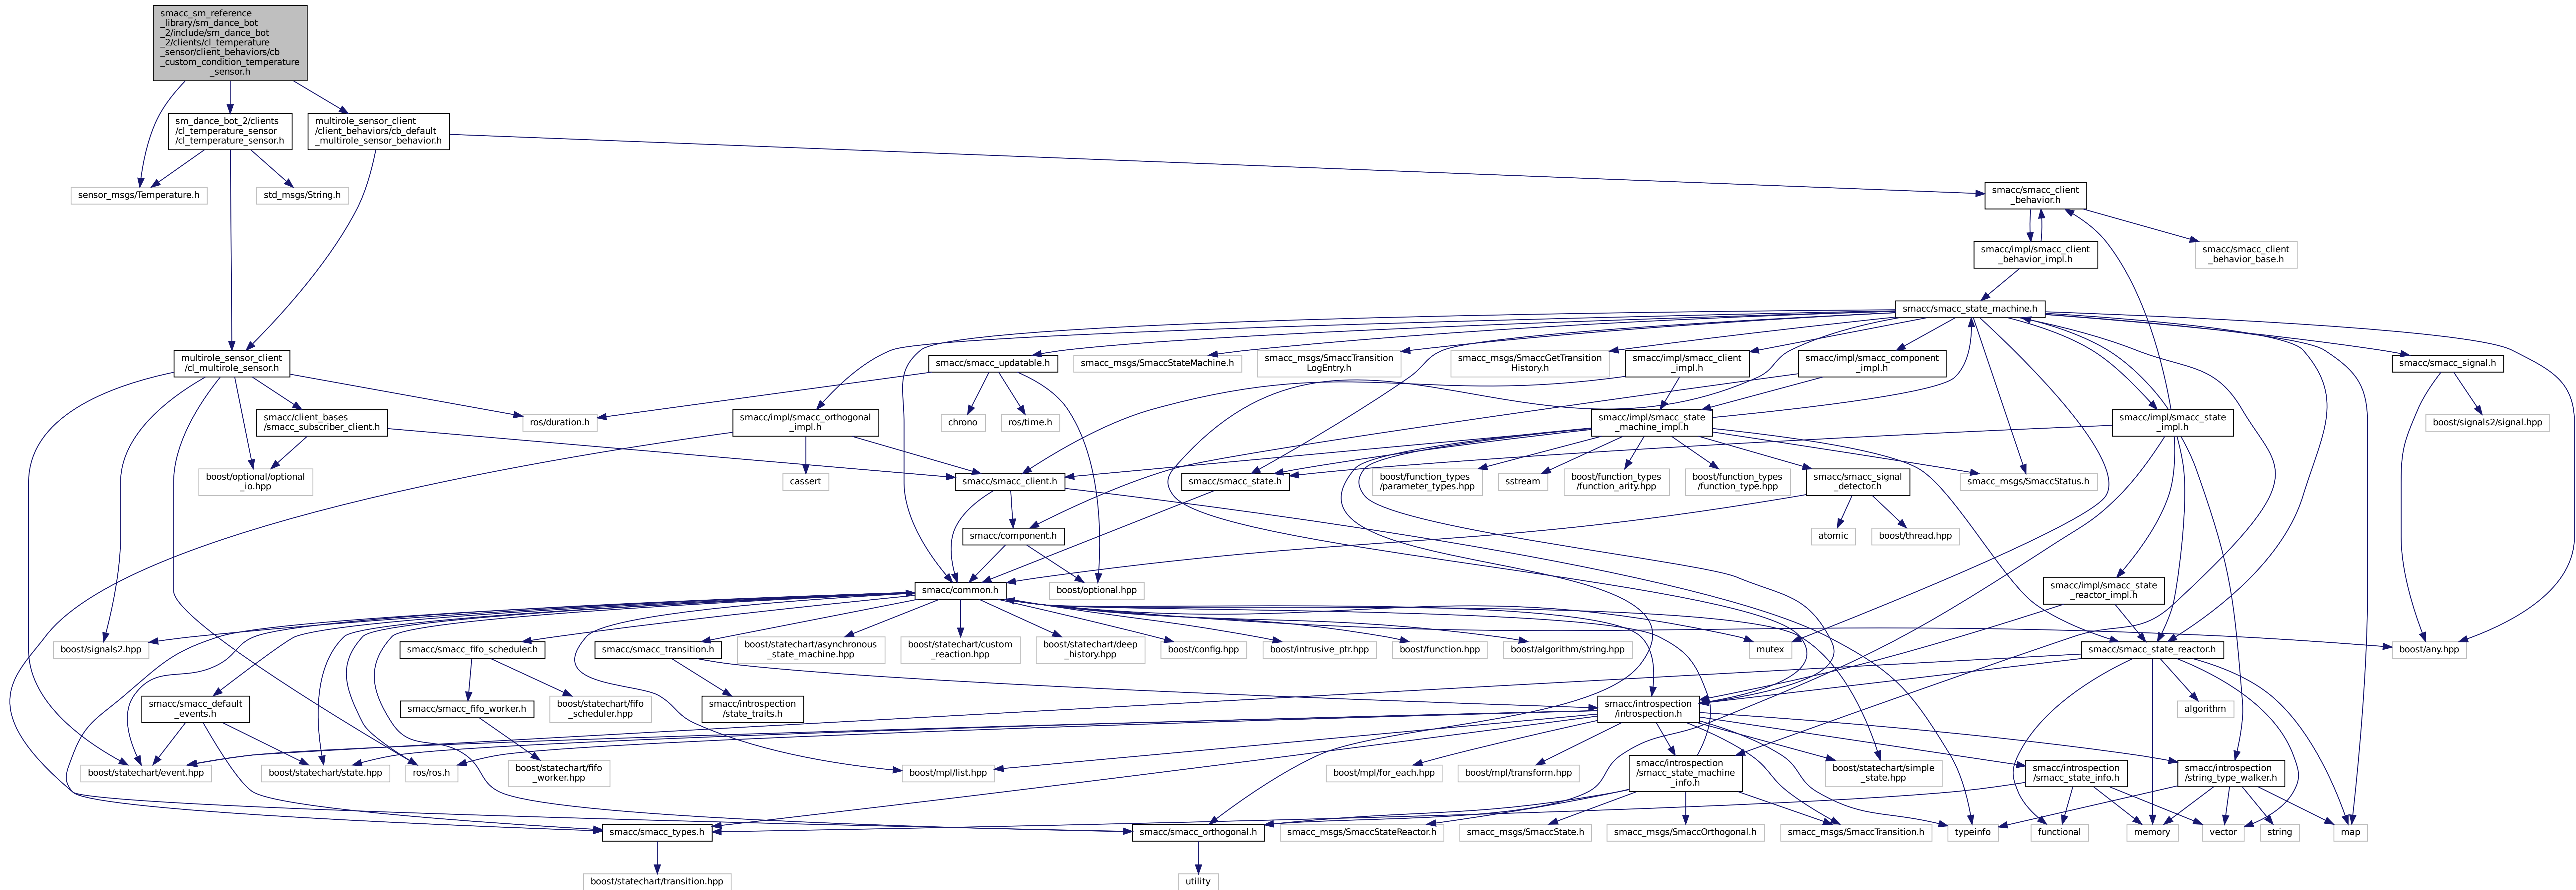 smacc_sm_reference
_library/sm_dance_bot
_2/include/sm_dance_bot
_2/clients/cl_temperature
_sensor/client_behaviors/cb
_custom_condition_temperature
_sensor.h
sm_dance_bot_2/clients
/cl_temperature_sensor
/cl_temperature_sensor.h
multirole_sensor_client
/client_behaviors/cb_default
_multirole_sensor_behavior.h
sensor_msgs/Temperature.h
std_msgs/String.h
smacc/smacc_client
_behavior.h
smacc/impl/smacc_client
_behavior_impl.h
smacc/smacc_client
_behavior_base.h
smacc/smacc_state_machine.h
multirole_sensor_client
/cl_multirole_sensor.h
smacc/smacc_updatable.h
smacc_msgs/SmaccStateMachine.h
smacc_msgs/SmaccTransition
LogEntry.h
smacc_msgs/SmaccGetTransition
History.h
smacc/impl/smacc_client
_impl.h
smacc/impl/smacc_component
_impl.h
smacc/smacc_signal.h
smacc/client_bases
/smacc_subscriber_client.h
ros/duration.h
smacc/impl/smacc_orthogonal
_impl.h
chrono
ros/time.h
smacc/impl/smacc_state
_machine_impl.h
smacc/impl/smacc_state
_impl.h
boost/signals2/signal.hpp
boost/optional/optional
_io.hpp
cassert
smacc/smacc_client.h
smacc/smacc_state.h
boost/function_types
/parameter_types.hpp
sstream
boost/function_types
/function_arity.hpp
boost/function_types
/function_type.hpp
smacc/smacc_signal
_detector.h
smacc_msgs/SmaccStatus.h
smacc/component.h
atomic
boost/thread.hpp
smacc/common.h
boost/optional.hpp
smacc/impl/smacc_state
_reactor_impl.h
boost/signals2.hpp
smacc/smacc_fifo_scheduler.h
smacc/smacc_transition.h
boost/statechart/asynchronous
_state_machine.hpp
boost/statechart/custom
_reaction.hpp
boost/statechart/deep
_history.hpp
boost/config.hpp
boost/intrusive_ptr.hpp
boost/function.hpp
boost/algorithm/string.hpp
mutex
smacc/smacc_state_reactor.h
boost/any.hpp
smacc/smacc_default
_events.h
smacc/smacc_fifo_worker.h
boost/statechart/fifo
_scheduler.hpp
smacc/introspection
/state_traits.h
smacc/introspection
/introspection.h
algorithm
boost/statechart/event.hpp
boost/statechart/state.hpp
ros/ros.h
boost/statechart/fifo
_worker.hpp
boost/mpl/list.hpp
boost/mpl/for_each.hpp
boost/mpl/transform.hpp
smacc/introspection
/smacc_state_machine
_info.h
boost/statechart/simple
_state.hpp
smacc/introspection
/smacc_state_info.h
smacc/introspection
/string_type_walker.h
smacc/smacc_types.h
smacc/smacc_orthogonal.h
smacc_msgs/SmaccStateReactor.h
smacc_msgs/SmaccState.h
smacc_msgs/SmaccOrthogonal.h
smacc_msgs/SmaccTransition.h
typeinfo
functional
memory
vector
string
map
boost/statechart/transition.hpp
utility